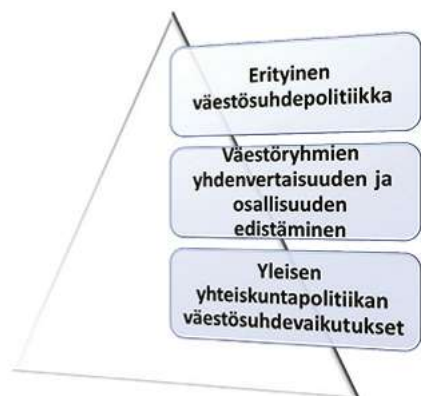 Erityinen
väestösuhdepolitiikka
Väestöryhmien
yhdenvertaisuuden ja
osallisuuden
edistäminen
Yleisen
yhteiskuntapolitiikan
väestösuhdevaikutukset